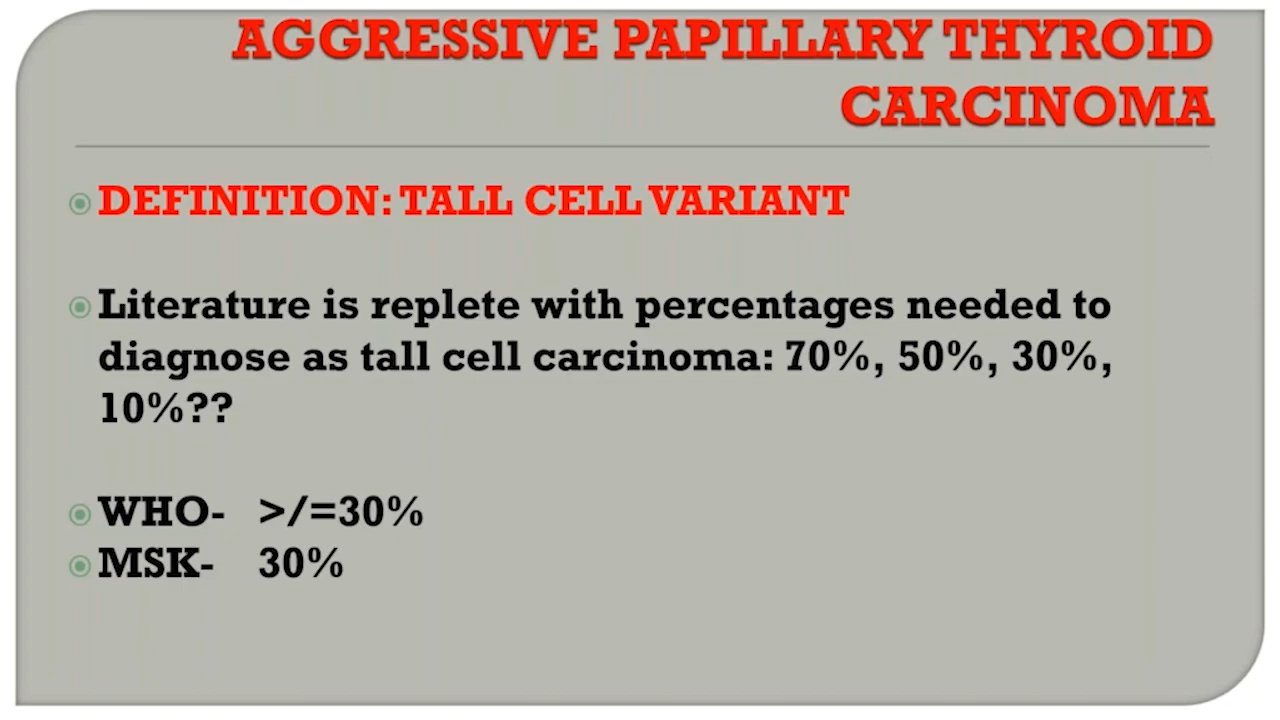 AGGRESSIVE PAPILLARY THYROID
CARCINOMA
DEFINITION: TALL CELL VARIANT
Literature is replete with percentages needed to
diagnose as tall cell carcinoma: 70%, 50%, 30%,
10%??
WHO- >/=30%
MSK- 30%